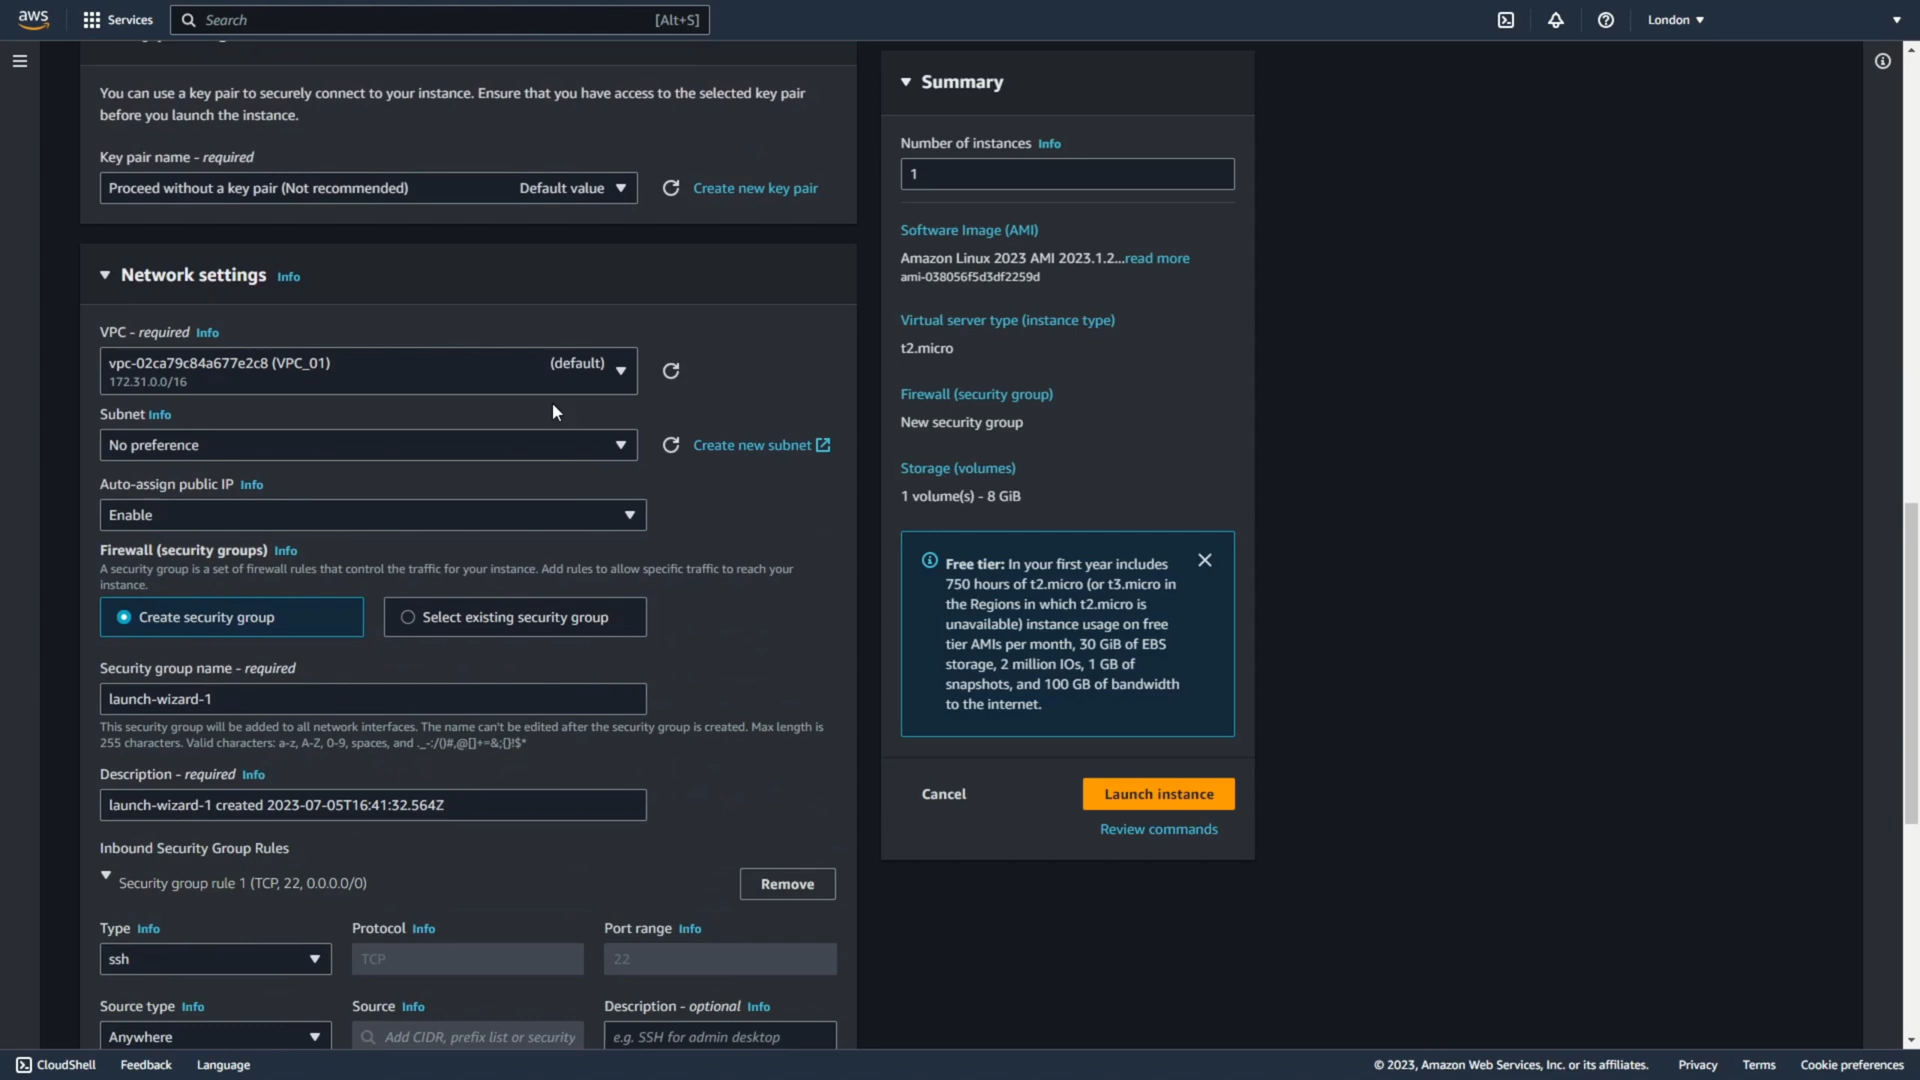 aws
Services
Search [Alt+S]
London
You can use a key pair to securely connect to your instance. Ensure that you have access to the selected key pair
before you launch the instance.
Key pair name - required
Proceed without a key pair (Not recommended) Default value
Create new key pair
Network settings Info
VPC - required Info
vpc-02ca79c84a677e2c8 (VPC_01) (default)
172.31.0.0/16
Subnet Info
No preference
Create new subnet
Auto-assign public IP Info
Enable
Firewall (security groups) Info
A security group is a set of firewall rules that control the traffic for your instance. Add rules to allow specific traffic to reach your
instance.
Create security group
Select existing security group
Security group name - required
launch-wizard-1
This security group will be added to all network interfaces. The name can't be edited after the security group is created. Max length is
255 characters. Valid characters: a-z, A-Z, 0-9, spaces, and ._-:/()#,@[]+=&;{}!$*
Description - required Info
launch-wizard-1 created 2023-07-05T16:41:32.564Z
Inbound Security Group Rules
Security group rule 1 (TCP, 22, 0.0.0.0/0)
Remove
Type Info
Protocol Info
Port range Info
ssh
TCP
22
Source type Info
Source Info
Description - optional Info
Anywhere
Add CIDR, prefix list or security
e.g. SSH for admin desktop
Summary
Number of instances Info
1
Software Image (AMI)
Amazon Linux 2023 AMI 2023.1.2...read more
ami-038056f5d3df2259d
Virtual server type (instance type)
t2.micro
Firewall (security group)
New security group
Storage (volumes)
1 volume(s) - 8 GiB
Free tier: In your first year includes
750 hours of t2.micro (or t3.micro in
the Regions in which t2.micro is
unavailable) instance usage on free
tier AMIs per month, 30 GiB of EBS
storage, 2 million IOs, 1 GB of
snapshots, and 100 GB of bandwidth
to the internet.
Cancel
Launch instance
Review commands
CloudShell
Feedback
Language
© 2023, Amazon Web Services, Inc. or its affiliates.
Privacy
Terms
Cookie preferences